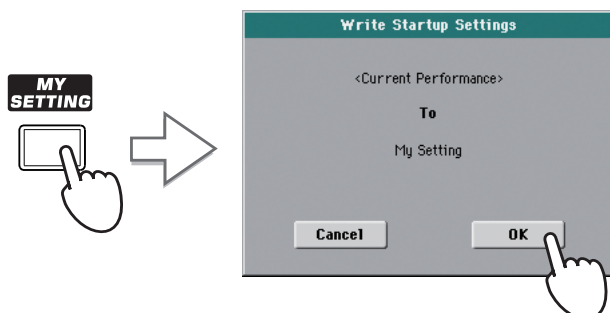 MY
SETTING
Write Startup Settings
<Current Performance>
To
My Setting
Cancel OK